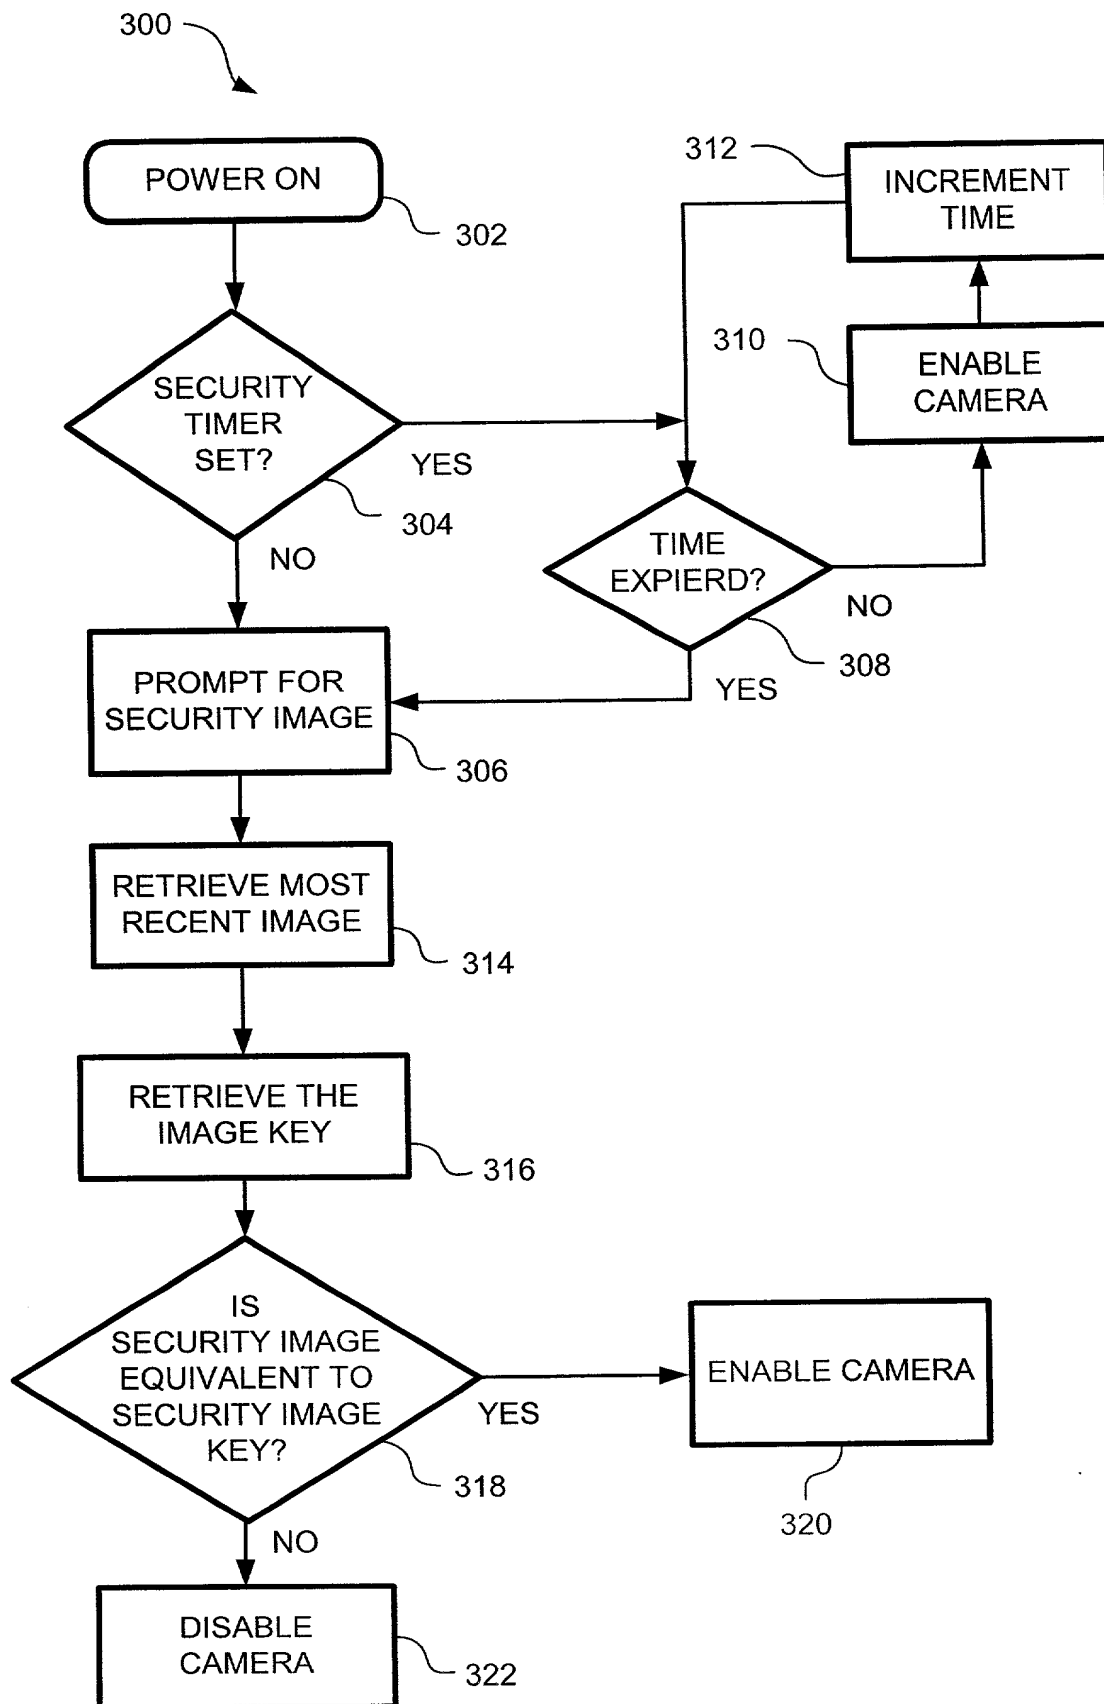 300
POWER ON
302
312
INCREMENT
TIME
310
ENABLE
CAMERA
SECURITY
TIMER
SET?
YES
304
NO
TIME
EXPIERD?
NO
308
YES
PROMPT FOR
SECURITY IMAGE
306
RETRIEVE MOST
RECENT IMAGE
314
RETRIEVE THE
IMAGE KEY
316
IS
SECURITY IMAGE
EQUIVALENT TO
SECURITY IMAGE
KEY?
YES
318
NO
ENABLE CAMERA
320
DISABLE
CAMERA
322